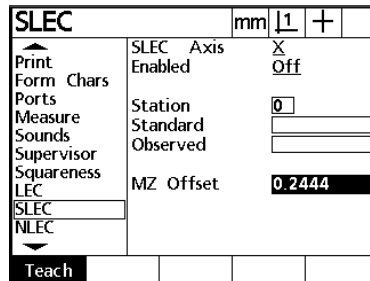 SLEC mm 1
Print
Form Chars
Ports
Measure
Sounds
Supervisor
Squareness
LEC
SLEC
NLEC
SLEC Axis X
Enabled Off
Station 0
Standard
Observed
MZ Offset 0.2444
Teach